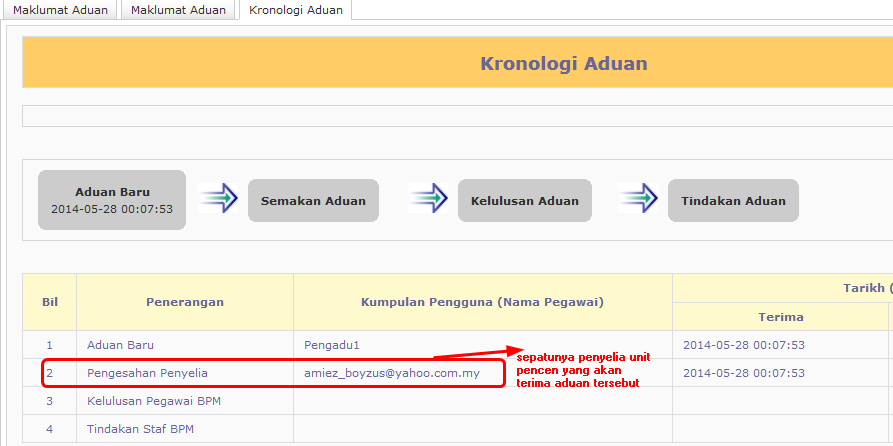 Maklumat Aduan
Maklumat Aduan
Kronologi Aduan
Kronologi Aduan
Aduan Baru
2014-05-28 00:07:53
Semakan Aduan
Kelulusan Aduan
Tindakan Aduan
Bil
Penerangan
Kumpulan Pengguna (Nama Pegawai)
Tarikh (
Terima
1
Aduan Baru
Pengadu1
2014-05-28 00:07:53
2
Pengesahan Penyelia
amiez_boyzus@yahoo.com.my
2014-05-28 00:07:53
sepatunya penyelia unit
pencen yang akan
terima aduan tersebut
3
Kelulusan Pegawai BPM
4
Tindakan Staf BPM